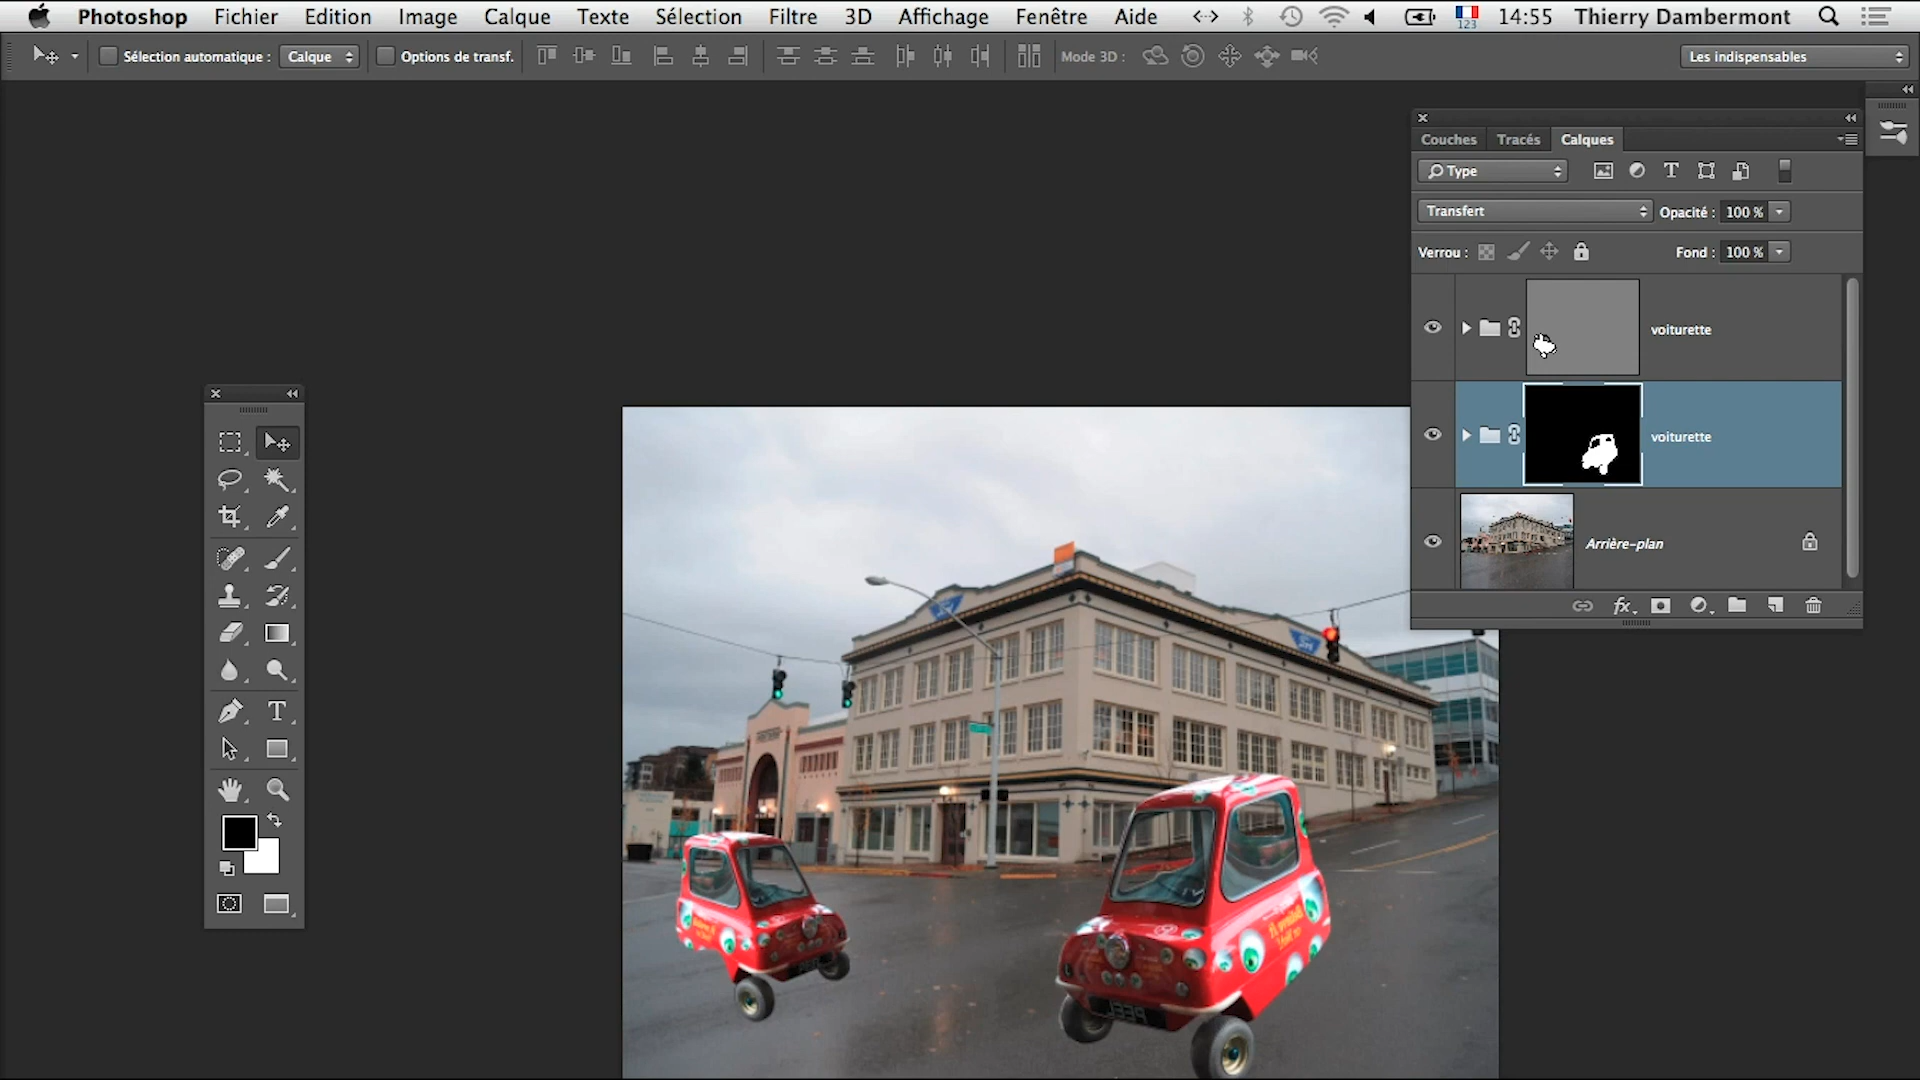 Photoshop Fichier Edition Image Calque Texte Sélection Filtre 3D Affichage Fenêtre Aide 123 14:55 Thierry Dambermont
Sélection automatique : Calque Options de transf. Mode 3D : Les indispensables
Couches Tracés Calques
Type
Transfert Opacité : 100 %
Verrou : Fond : 100 %
voiturette
voiturette
Arrière-plan
fx